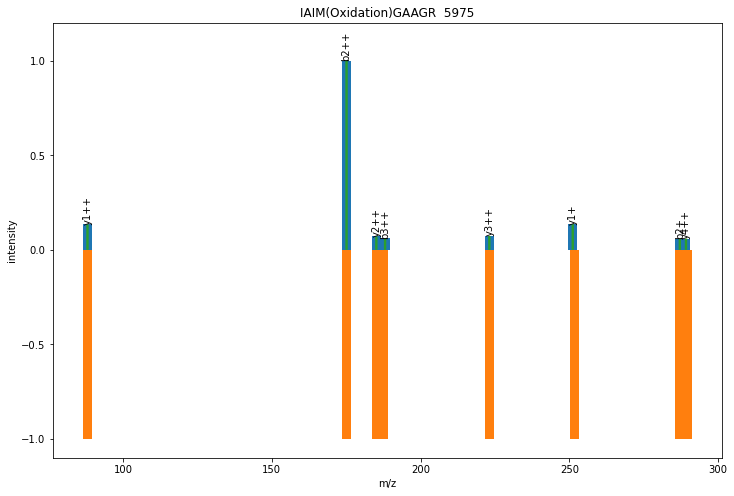 IAIM(Oxidation)GAAGR  5975
intensity
1.0
0.5
0.0
−0.5
−1.0
y1++
b2++
y2++
b3++
y3++
y1+
b2+
y4++
100
150
200
250
300
m/z